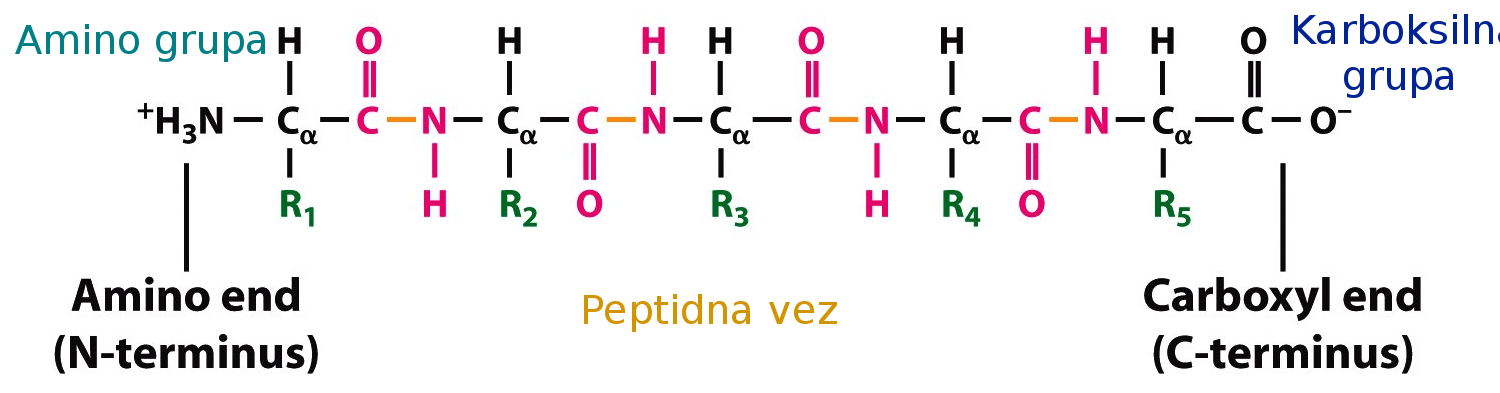 Amino grupa H O H H H O H H H O Karboksilna
grupa
⁺H₃N – Cα – C – N – Cα – C – N – Cα – C – N – Cα – C – N – Cα – C – O⁻
R₁ H R₂ O R₃ H R₄ O R₅
Amino end
(N-terminus)
Peptidna vez
Carboxyl end
(C-terminus)